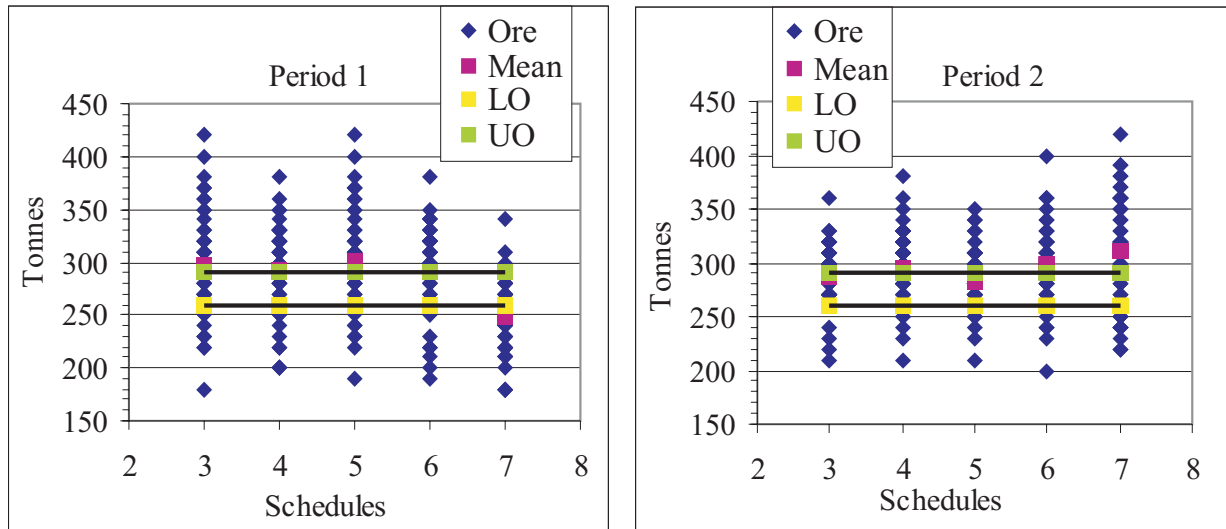 Ore
Mean
LO
UO
Period 1
450
400
350
300
250
200
150
2 3 4 5 6 7 8
Tonnes
Schedules
Ore
Mean
LO
UO
Period 2
450
400
350
300
250
200
150
2 3 4 5 6 7 8
Tonnes
Schedules